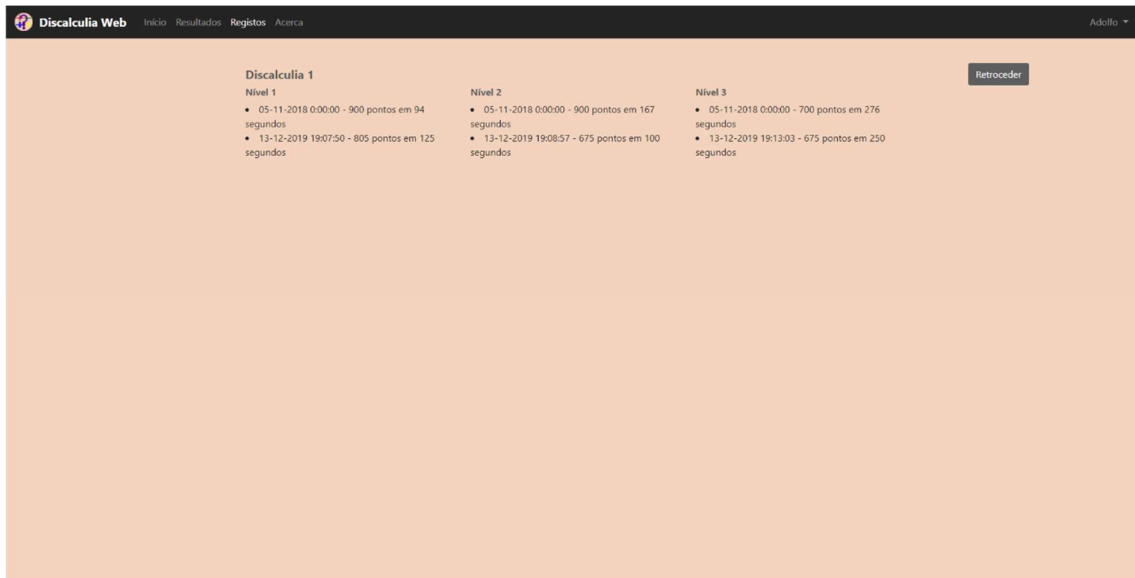 Discalculia Web Início Resultados Registos Acerca Adolfo
Discalculia 1
Retroceder
Nível 1
• 05-11-2018 0:00:00 - 900 pontos em 94
segundos
• 13-12-2019 19:07:50 - 805 pontos em 125
segundos
Nível 2
• 05-11-2018 0:00:00 - 900 pontos em 167
segundos
• 13-12-2019 19:08:57 - 675 pontos em 100
segundos
Nível 3
• 05-11-2018 0:00:00 - 700 pontos em 276
segundos
• 13-12-2019 19:13:03 - 675 pontos em 250
segundos